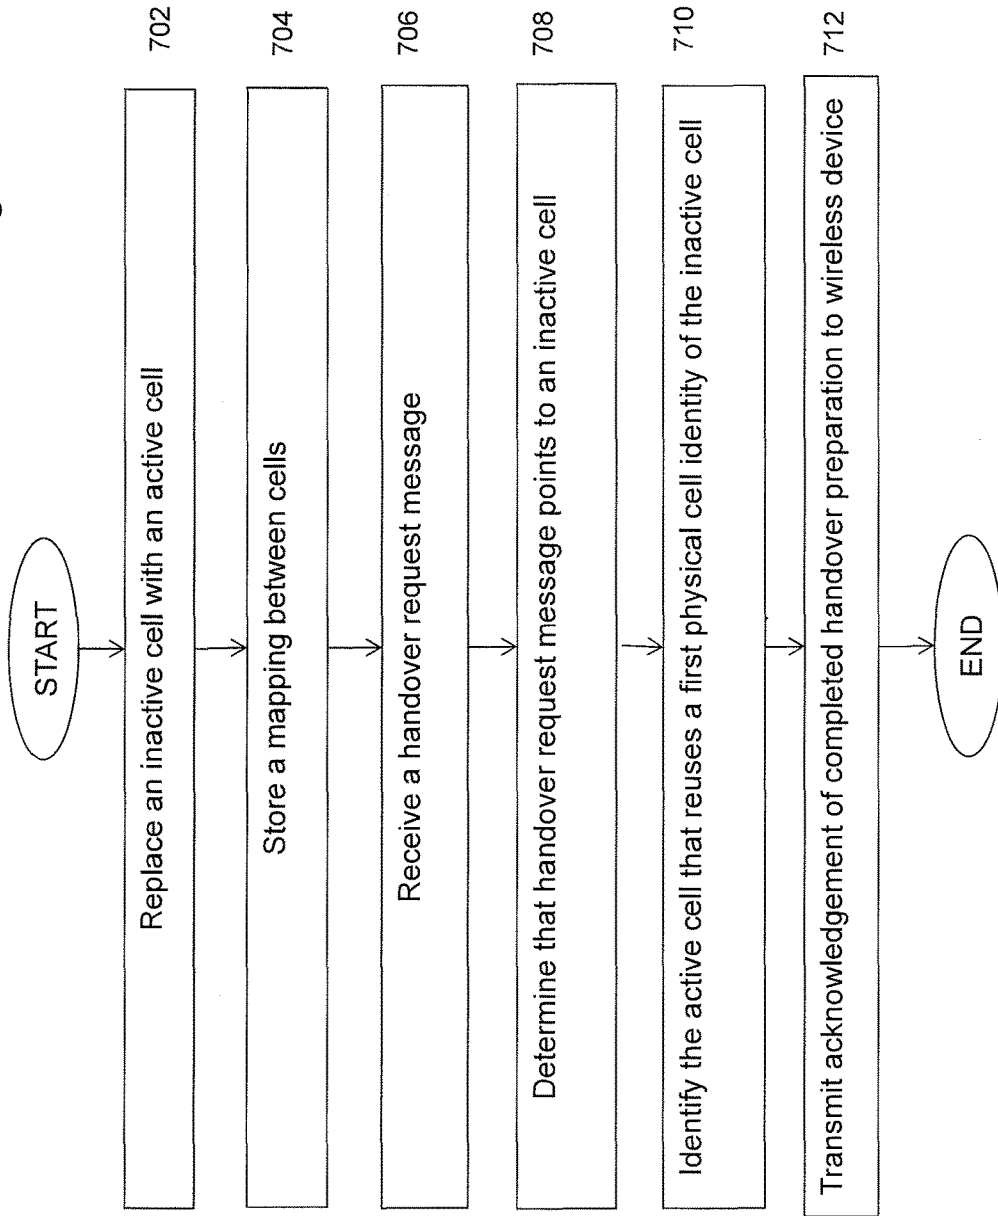 START
Replace an inactive cell with an active cell
702
Store a mapping between cells
704
Receive a handover request message
706
Determine that handover request message points to an inactive cell
708
Identify the active cell that reuses a first physical cell identity of the inactive cell
710
Transmit acknowledgement of completed handover preparation to wireless device
712
END